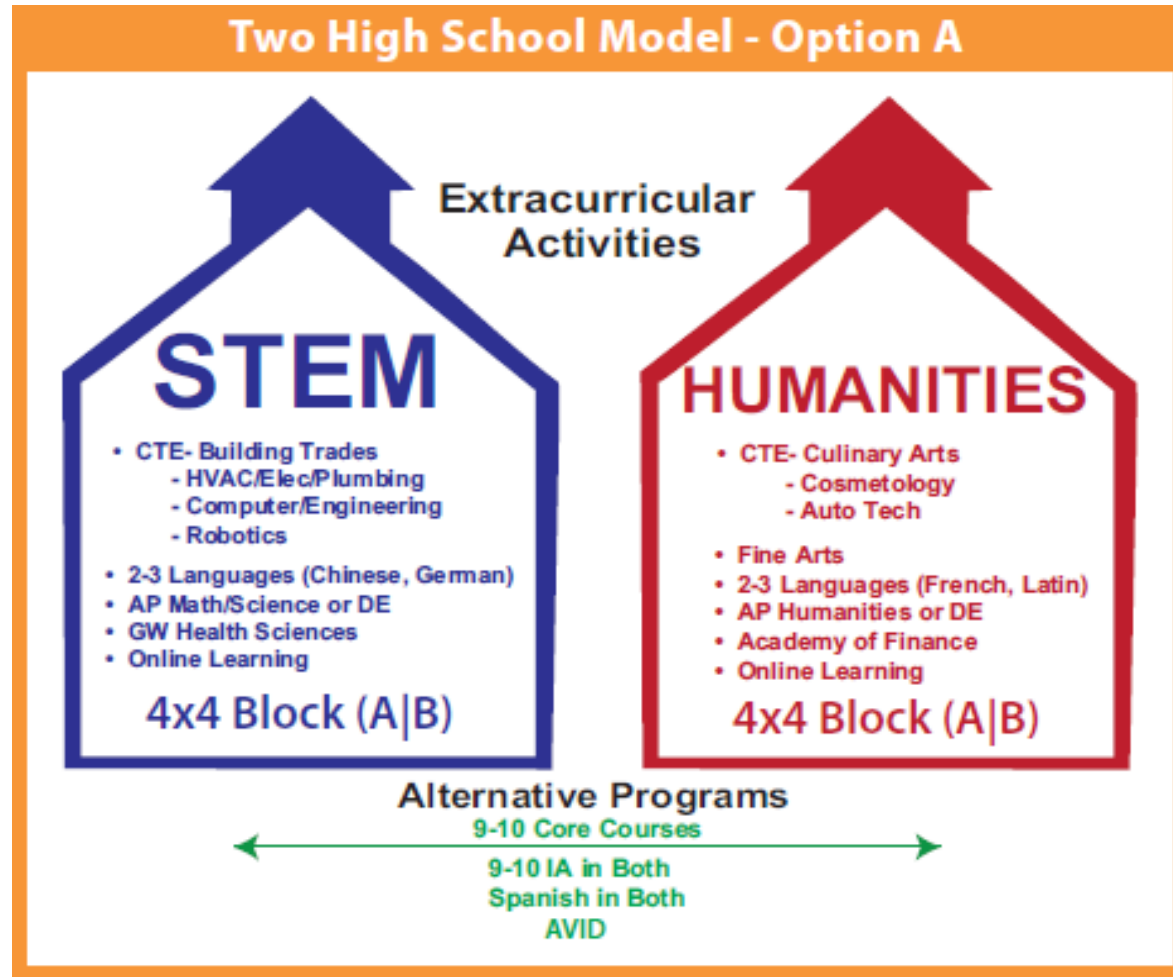 Two High School Model - Option A
Extracurricular
Activities
STEM
• CTE- Building Trades
- HVAC/Elec/Plumbing
- Computer/Engineering
- Robotics
• 2-3 Languages (Chinese, German)
• AP Math/Science or DE
• GW Health Sciences
• Online Learning
4x4 Block (A|B)
HUMANITIES
• CTE- Culinary Arts
- Cosmetology
- Auto Tech
• Fine Arts
• 2-3 Languages (French, Latin)
• AP Humanities or DE
• Academy of Finance
• Online Learning
4x4 Block (A|B)
Alternative Programs
9-10 Core Courses
9-10 IA in Both
Spanish in Both
AVID